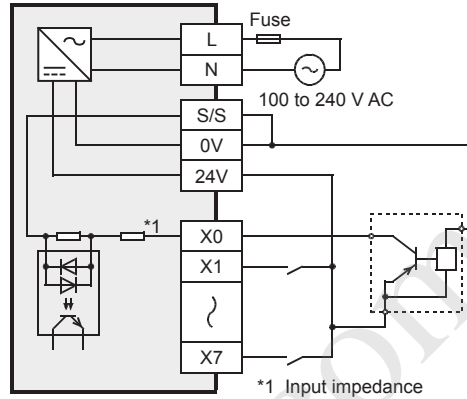 Fuse
L
N
100 to 240 V AC
S/S
0V
24V
*1
X0
X1
X7
*1 Input impedance